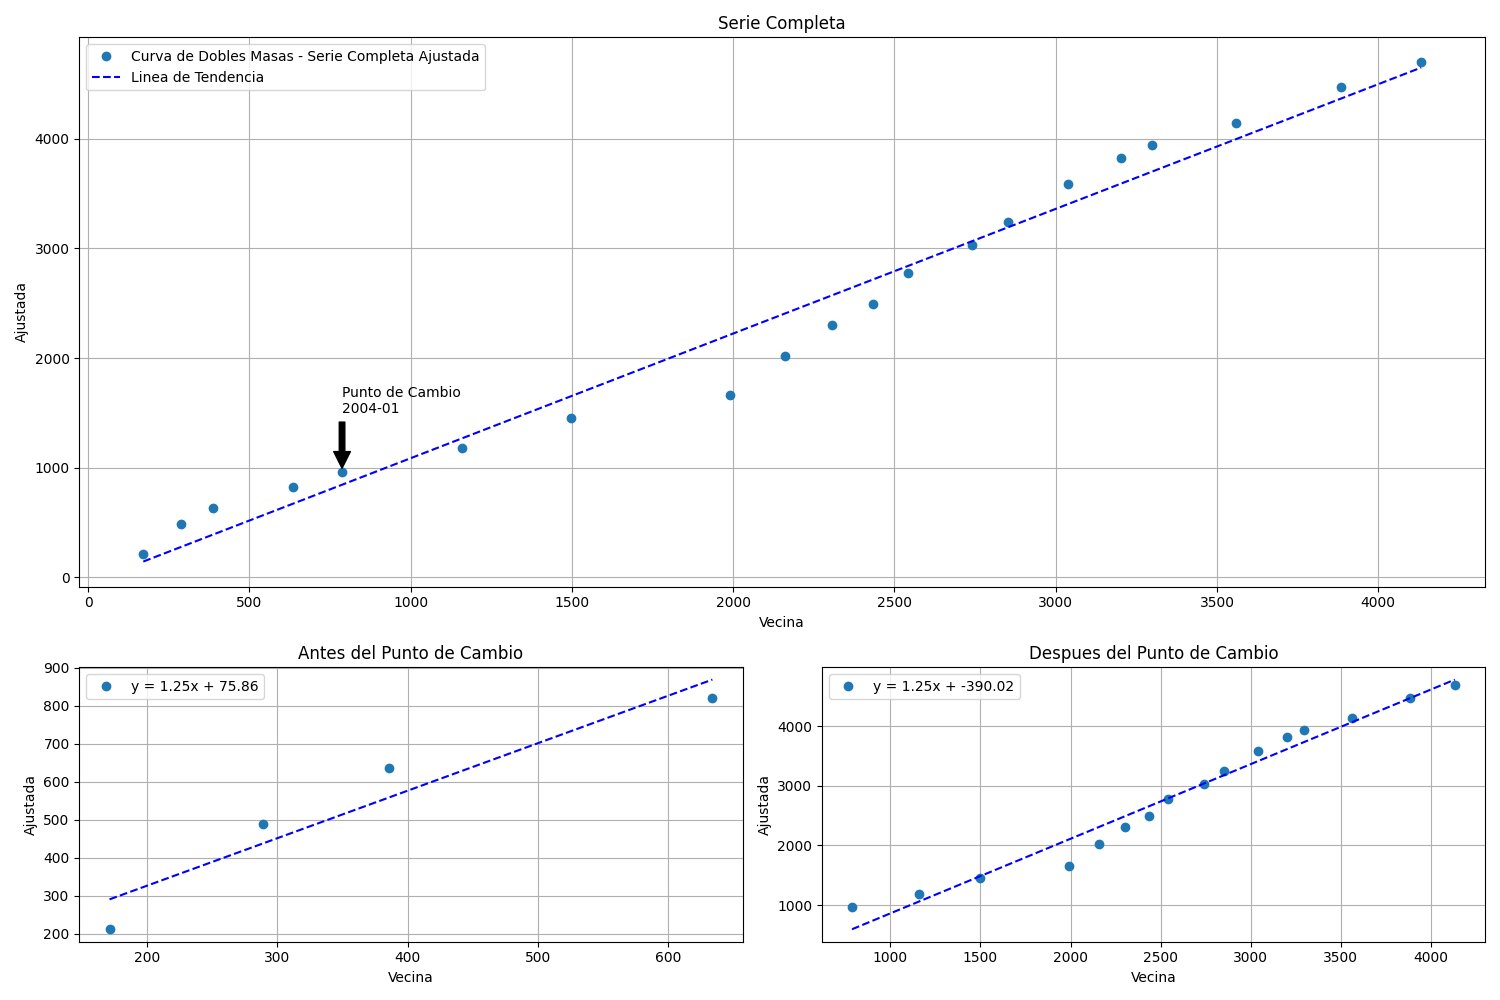 Serie Completa
Curva de Dobles Masas - Serie Completa Ajustada
Linea de Tendencia
Ajustada
4000
3000
2000
1000
0
Punto de Cambio
2004-01
0 500 1000 1500 2000 2500 3000 3500 4000
Vecina
Antes del Punto de Cambio
y = 1.25x + 75.86
Ajustada
900
800
700
600
500
400
300
200
200 300 400 500 600
Vecina
Despues del Punto de Cambio
y = 1.25x + -390.02
Ajustada
4000
3000
2000
1000
1000 1500 2000 2500 3000 3500 4000
Vecina